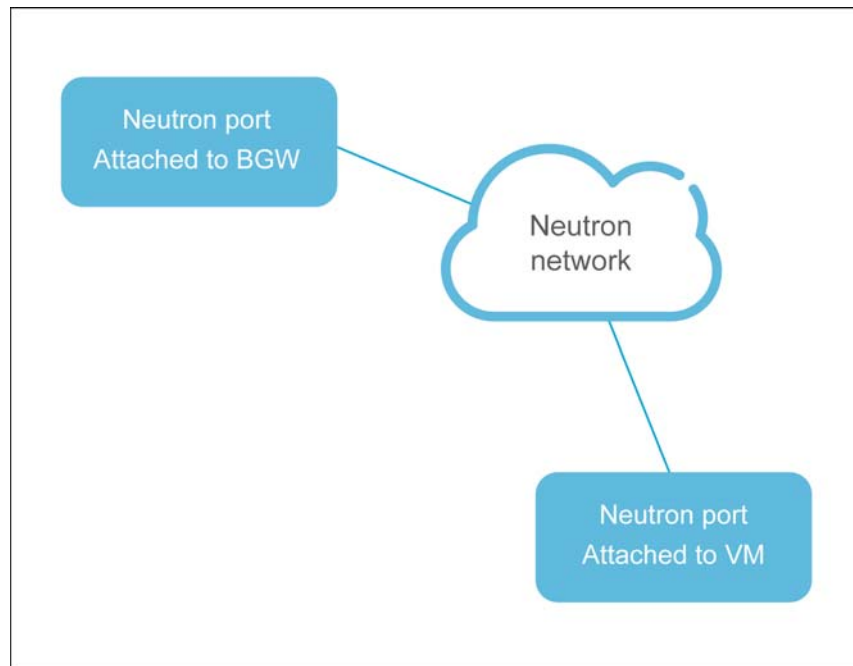 Neutron port
Attached to BGW
Neutron
network
Neutron port
Attached to VM